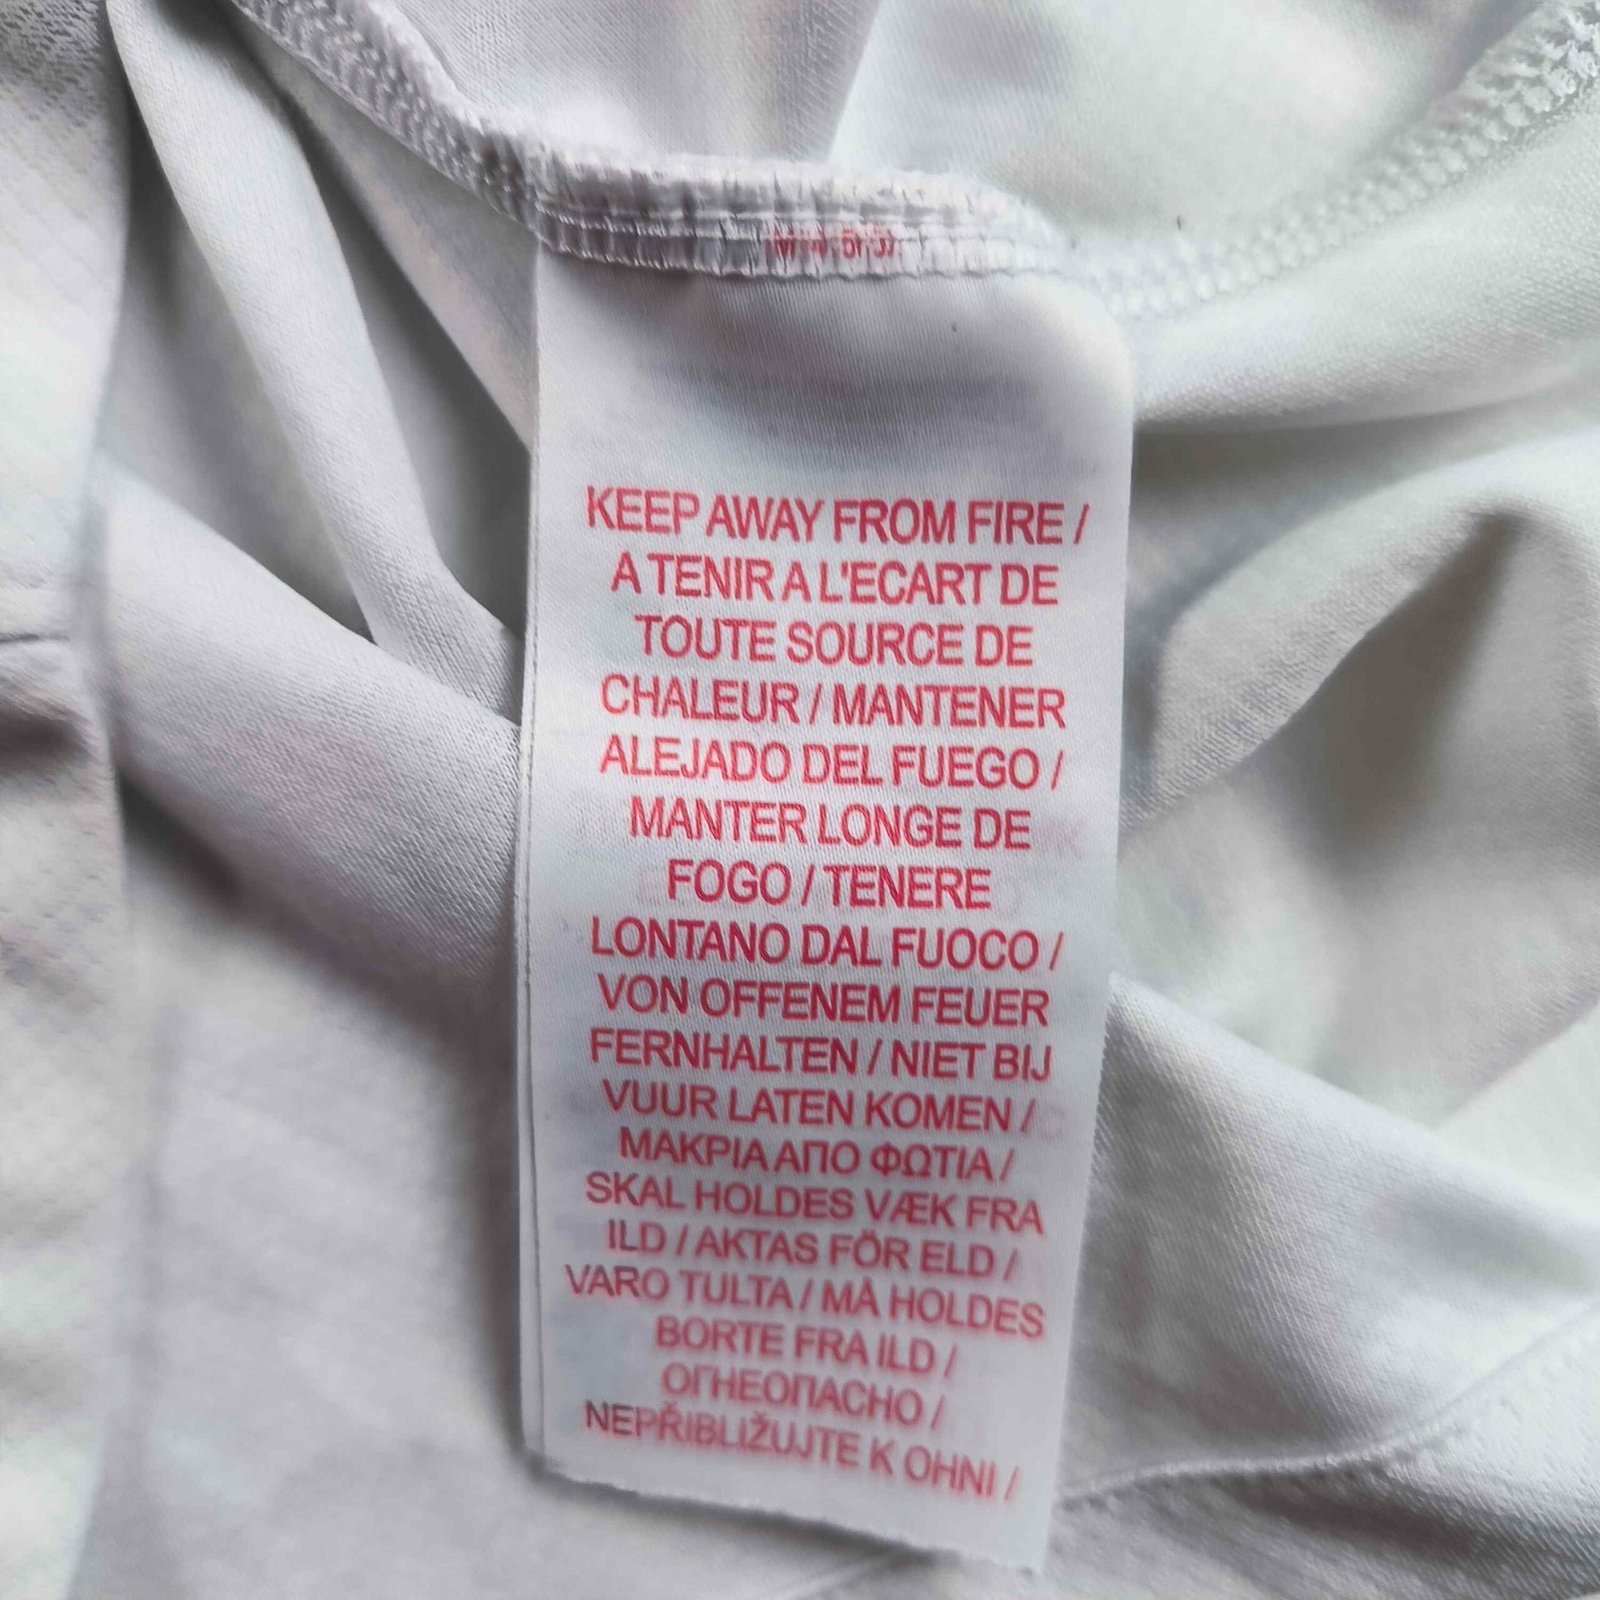 KEEP AWAY FROM FIRE /
A TENIR A L'ECART DE
TOUTE SOURCE DE
CHALEUR / MANTENER
ALEJADO DEL FUEGO /
MANTER LONGE DE
FOGO / TENERE
LONTANO DAL FUOCO /
VON OFFENEM FEUER
FERNHALTEN / NIET BIJ
VUUR LATEN KOMEN /
ΜΑΚΡΙΑ ΑΠΟ ΦΩΤΙΑ /
SKAL HOLDES VÆK FRA
ILD / AKTAS FÖR ELD /
VARO TULTA / MÅ HOLDES
BORTE FRA ILD /
ОГНЕОПАСНО /
NEPŘIBLIŽUJTE K OHNI /